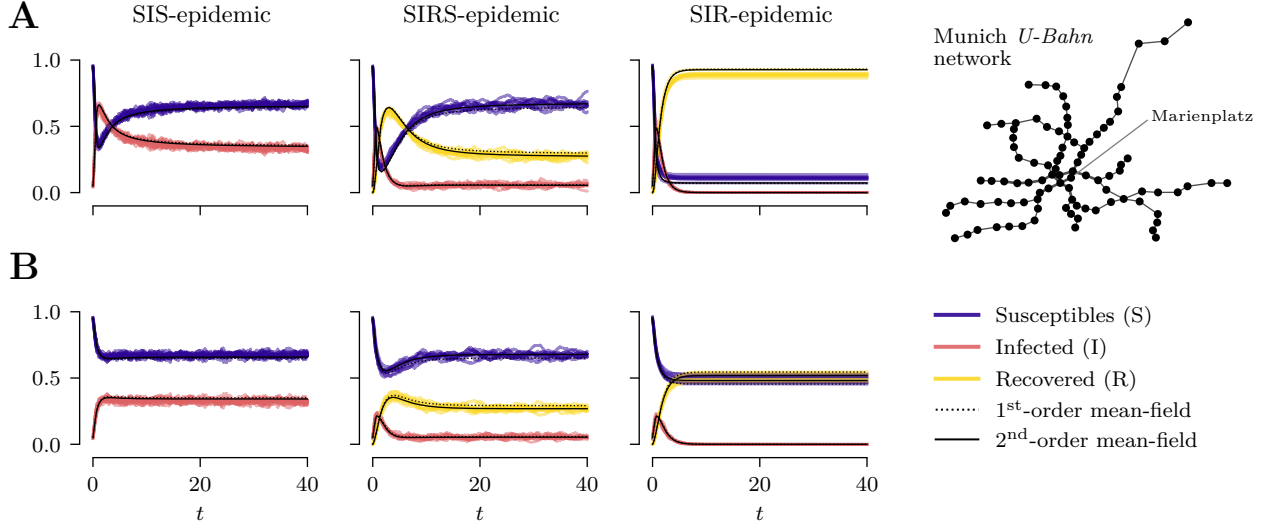 A
SIS-epidemic
SIRS-epidemic
SIR-epidemic
1.0
0.5
0.0
Munich U-Bahn
network
Marienplatz
B
1.0
0.5
0.0
0
20
40
t
0
20
40
t
0
20
40
t
Susceptibles (S)
Infected (I)
Recovered (R)
1st-order mean-field
2nd-order mean-field